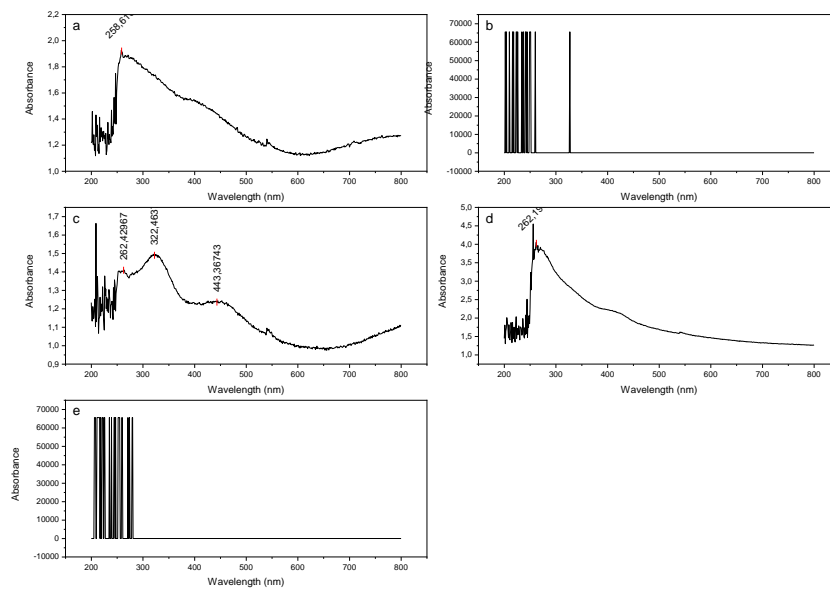 a
258,61
2,2
2,0
1,8
1,6
1,4
1,2
1,0
Absorbance
200 300 400 500 600 700 800
Wavelength (nm)
b
70000
60000
50000
40000
30000
20000
10000
0
-10000
Absorbance
200 300 400 500 600 700 800
Wavelength (nm)
c
262,42967
322,463
443,36743
1,7
1,6
1,5
1,4
1,3
1,2
1,1
1,0
0,9
Absorbance
200 300 400 500 600 700 800
Wavelength (nm)
d
262,19
5,0
4,5
4,0
3,5
3,0
2,5
2,0
1,5
1,0
Absorbance
200 300 400 500 600 700 800
Wavelength (nm)
e
70000
60000
50000
40000
30000
20000
10000
0
-10000
Absorbance
200 300 400 500 600 700 800
Wavelength (nm)